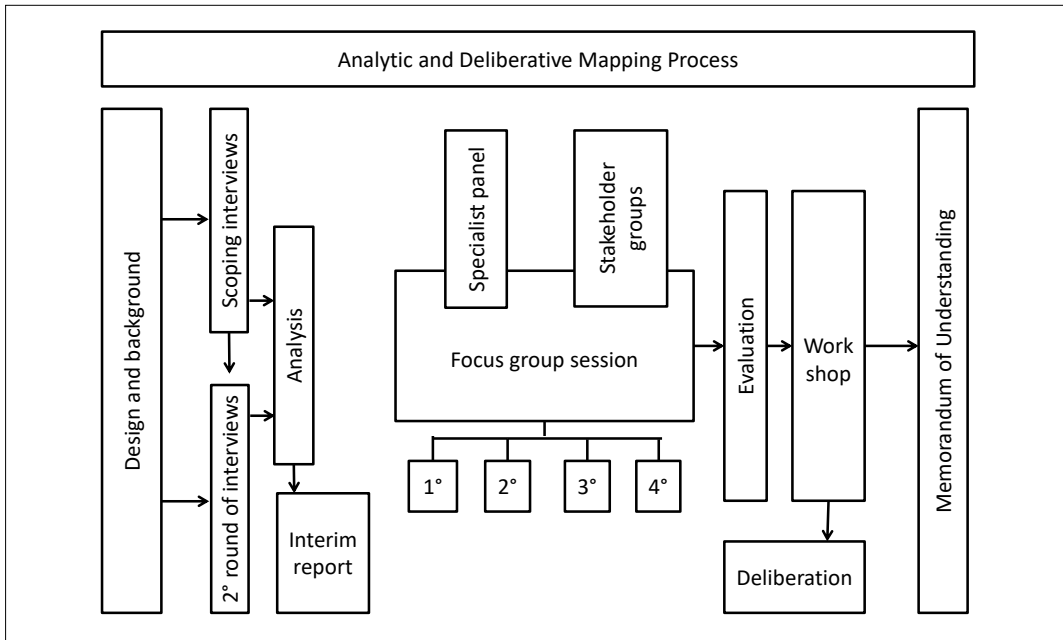 Analytic and Deliberative Mapping Process
Design and background
Scoping interviews
2° round of interviews
Analysis
Interim
report
Specialist panel
Stakeholder
groups
Focus group session
1°
2°
3°
4°
Evaluation
Work
shop
Deliberation
Memorandum of Understanding